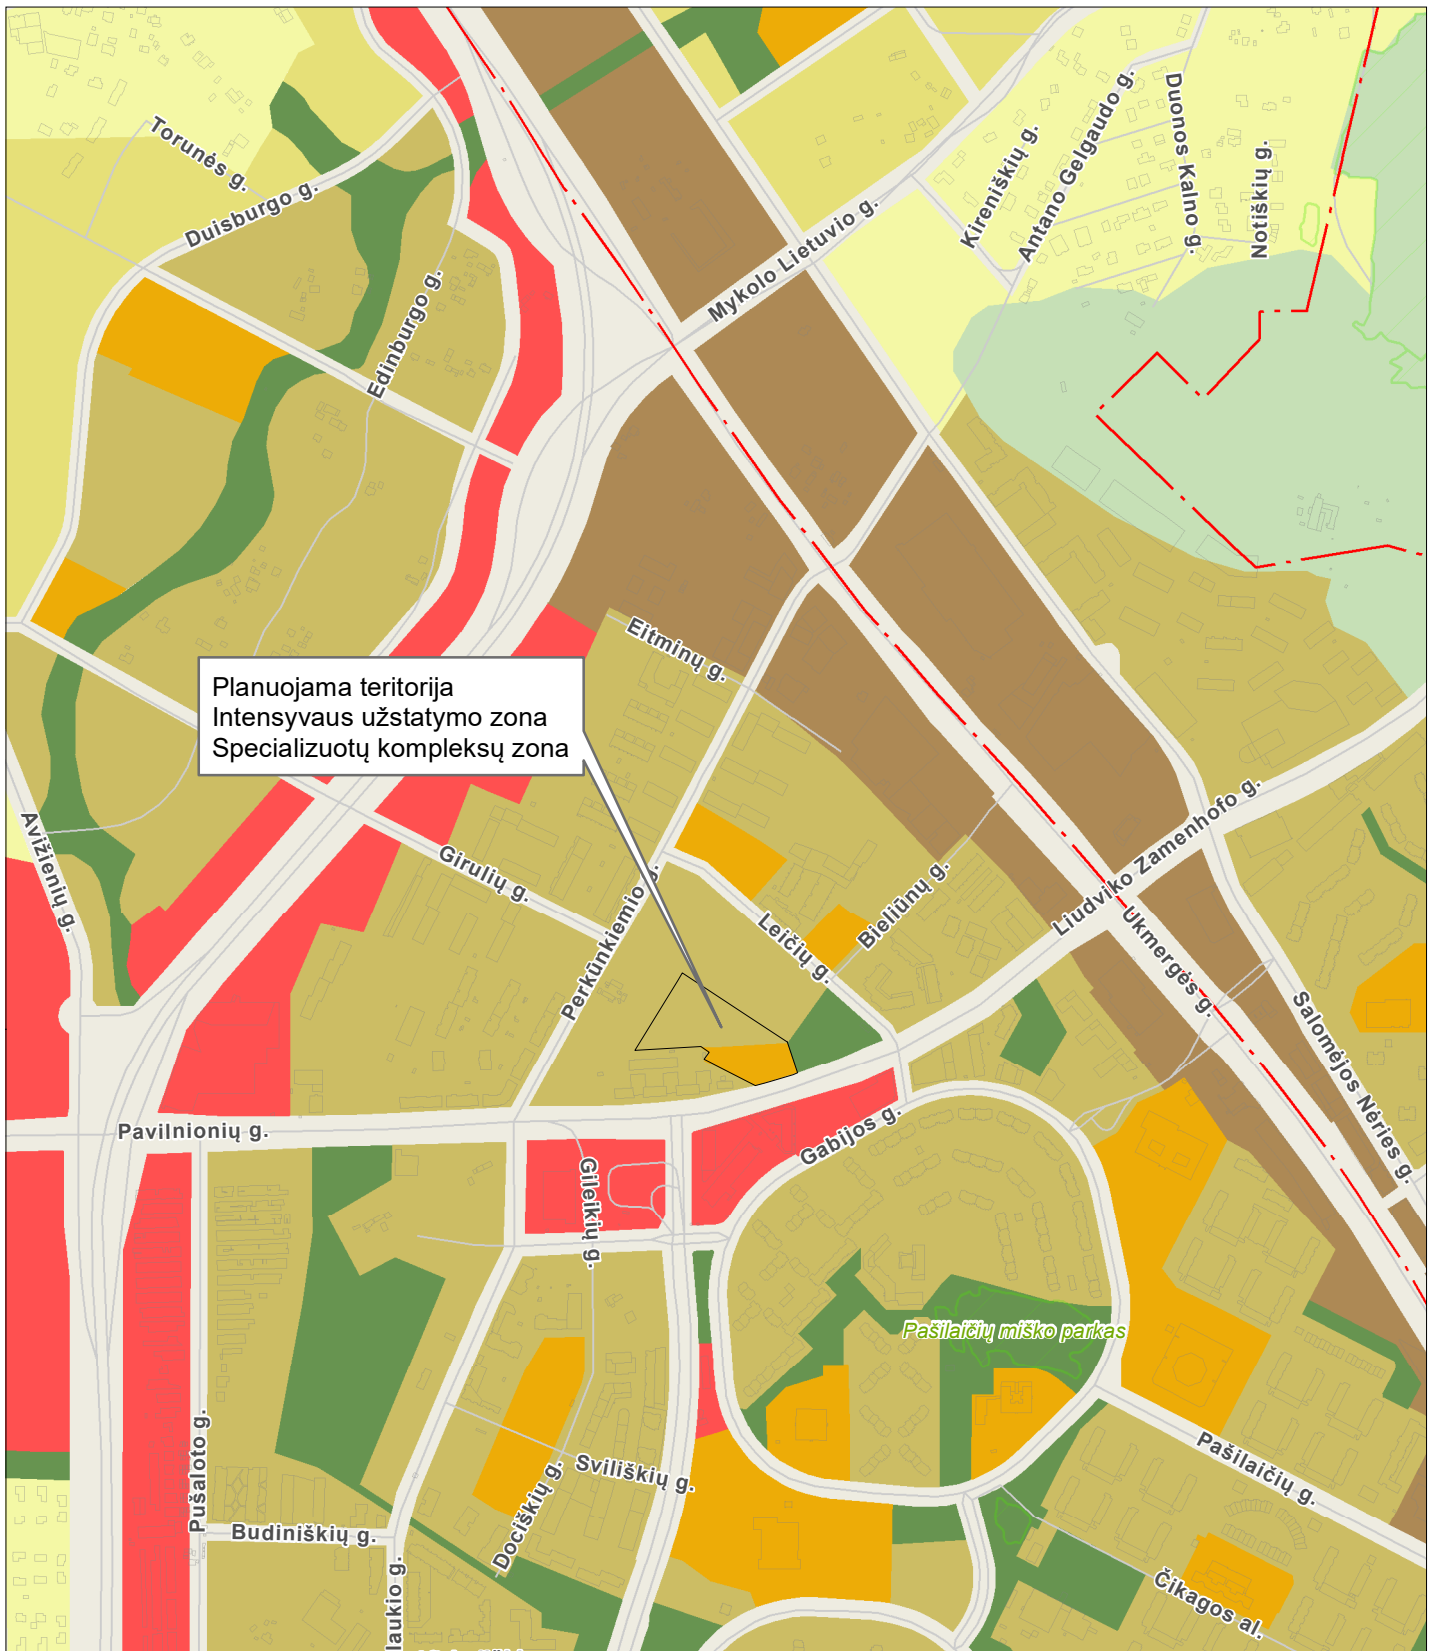 Torunės g.
Duisburgo g.
Edinburgo g.
Mykolo Lietuvio g.
Kireniškių g.
Antano Gelgaudo g.
Duonos Kalno g.
Notiškių g.
Eitminų g.
Planuojama teritorija
Intensyvaus užstatymo zona
Specializuotų kompleksų zona
Avižienių g.
Girulių g.
Perkūnkiemio g.
Leičių g.
Bieliūnų g.
Liudviko Zamenhofo g.
Ukmergės g.
Salomėjos Nėries g.
Pavilnionių g.
Gabijos g.
Gileikių g.
Pašilaičių miško parkas
Pušaloto g.
Sviliškių g.
Dociškių g.
Budiniškių g.
laukio g.
Pašilaičių g.
Čikagos al.